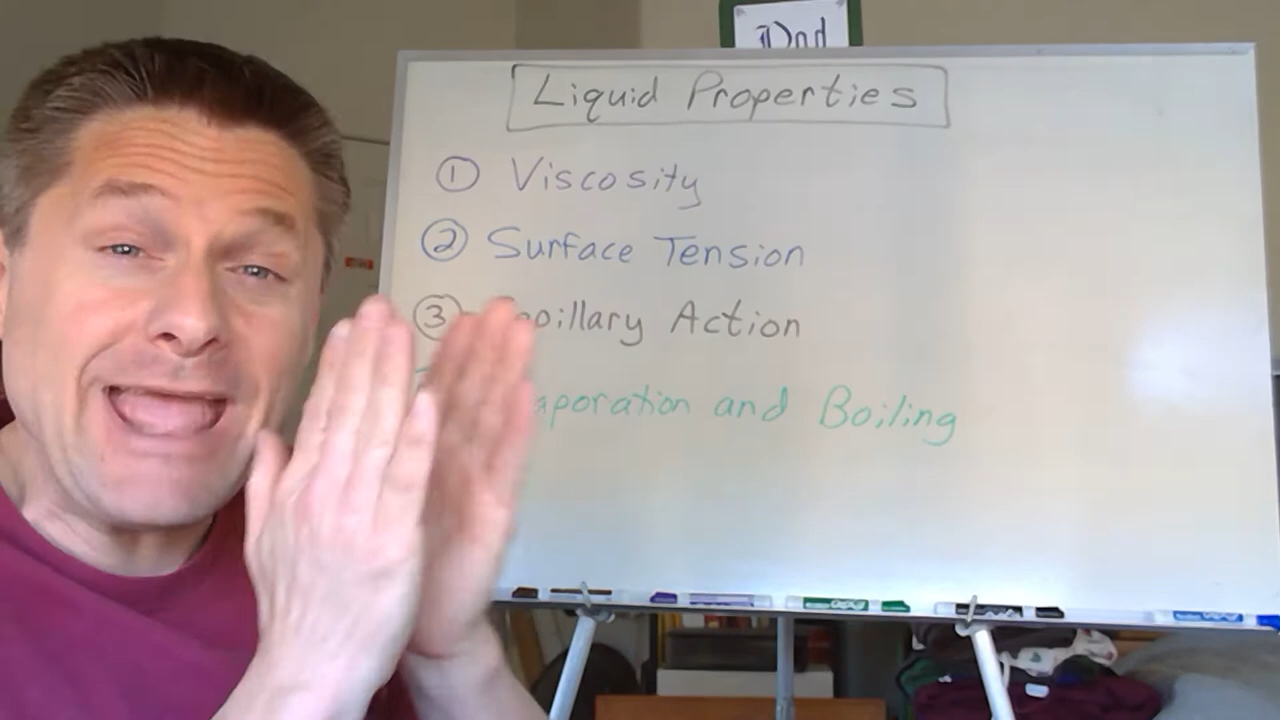 Dad
Liquid Properties
① Viscosity
② Surface Tension
③ Action
and Boiling